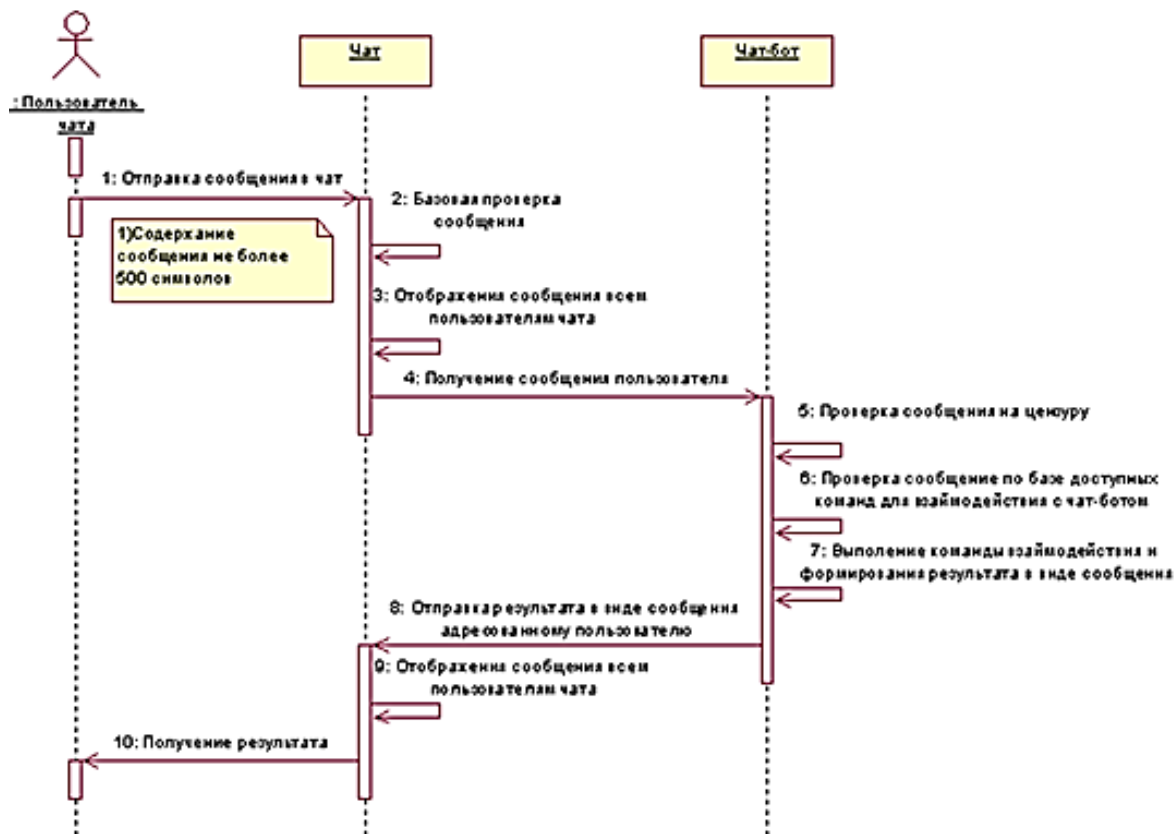 Чат
Чат-бот
: Пользователь
чата
1: Отправка сообщения в чат
1)Содержание
сообщения не более
500 символов
2: Базовая проверка
сообщения
3: Отображения сообщения всем
пользователям чата
4: Получение сообщения пользователя
5: Проверка сообщения на цензуру
6: Проверка сообщение по базе доступных
команд для взаимодействия с чат-ботом
7: Выполение команды взаимодействия и
формирования результата в виде сообщения
8: Отправка результата в виде сообщения
адресованному пользователю
9: Отображения сообщения всем
пользователям чата
10: Получение результата